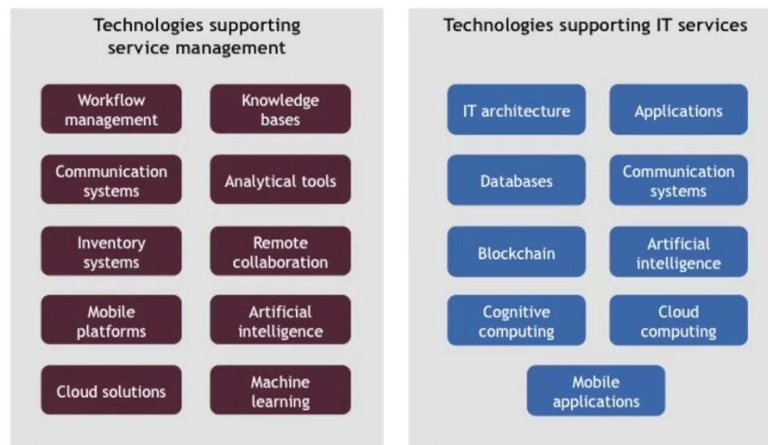 Technologies supporting
service management
Workflow
management
Knowledge
bases
Communication
systems
Analytical tools
Inventory
systems
Remote
collaboration
Mobile
platforms
Artificial
intelligence
Cloud solutions
Machine
learning
Technologies supporting IT services
IT architecture
Applications
Databases
Communication
systems
Blockchain
Artificial
intelligence
Cognitive
computing
Cloud
computing
Mobile
applications